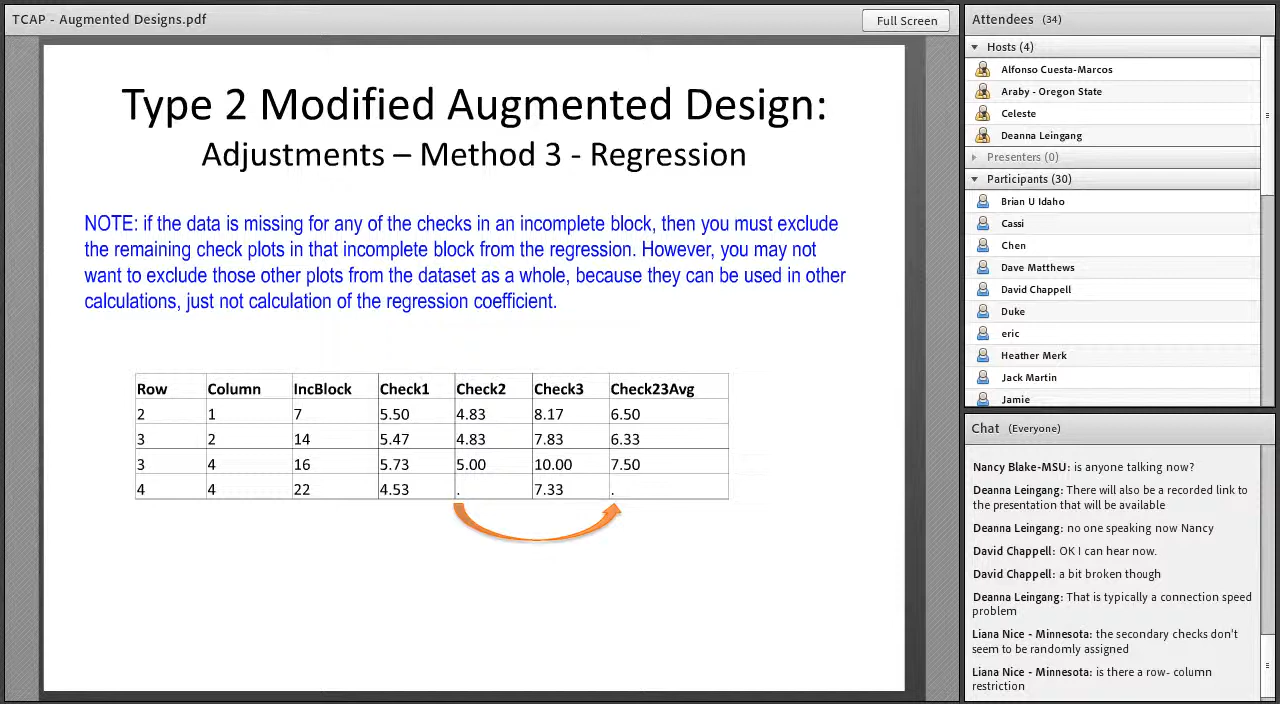 TCAP - Augmented Designs.pdf
Full Screen
Type 2 Modified Augmented Design:
Adjustments – Method 3 - Regression
NOTE: if the data is missing for any of the checks in an incomplete block, then you must exclude
the remaining check plots in that incomplete block from the regression. However, you may not
want to exclude those other plots from the dataset as a whole, because they can be used in other
calculations, just not calculation of the regression coefficient.
Row Column IncBlock Check1 Check2 Check3 Check23Avg
2 1 7 5.50 4.83 8.17 6.50
3 2 14 5.47 4.83 7.83 6.33
3 4 16 5.73 5.00 10.00 7.50
4 4 22 4.53 . 7.33 .
Attendees (34)
Hosts (4)
Alfonso Cuesta-Marcos
Araby - Oregon State
Celeste
Deanna Leingang
Presenters (0)
Participants (30)
Brian U Idaho
Cassi
Chen
Dave Matthews
David Chappell
Duke
eric
Heather Merk
Jack Martin
Jamie
Chat (Everyone)
Nancy Blake-MSU: is anyone talking now?
Deanna Leingang: There will also be a recorded link to
the presentation that will be available
Deanna Leingang: no one speaking now Nancy
David Chappell: OK I can hear now.
David Chappell: a bit broken though
Deanna Leingang: That is typically a connection speed
problem
Liana Nice - Minnesota: the secondary checks don't
seem to be randomly assigned
Liana Nice - Minnesota: is there a row- column
restriction